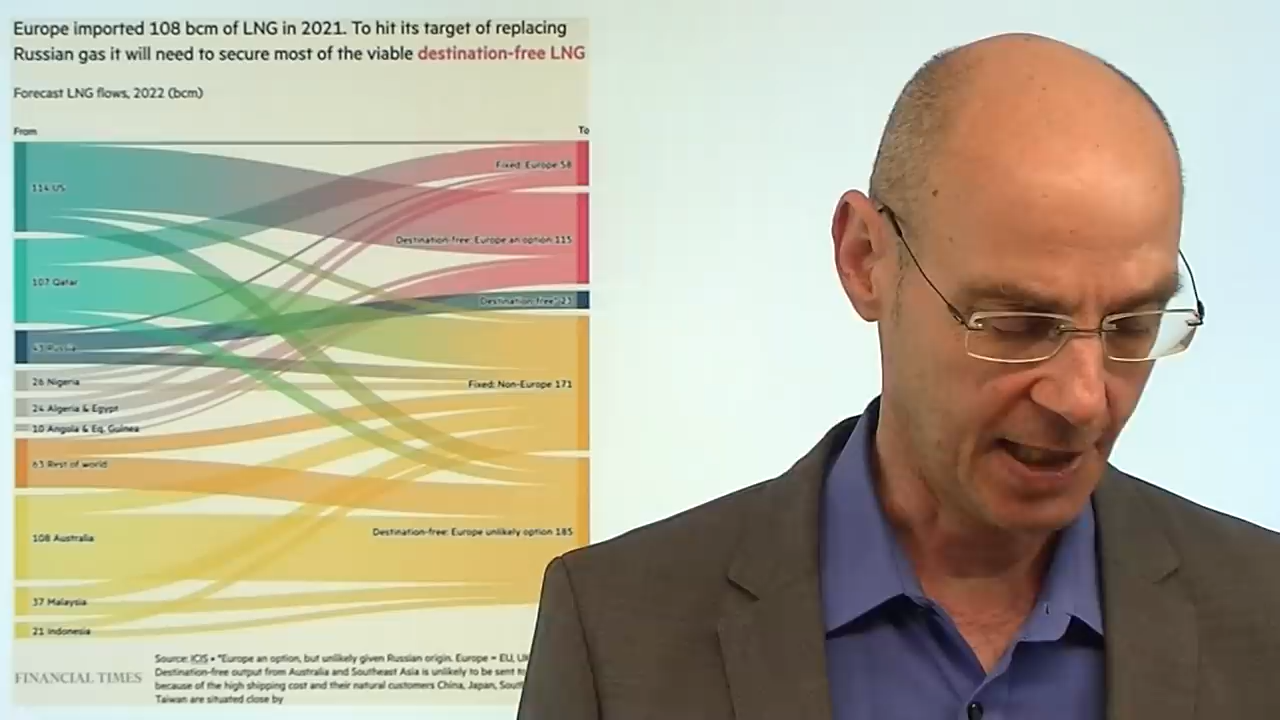 Europe imported 108 bcm of LNG in 2021. To hit its target of replacing
Russian gas it will need to secure most of the viable destination-free LNG
Forecast LNG flows, 2022 (bcm)
From
To
114 US
Fixed: Europe 58
Destination-free: Europe an option 115
107 Qatar
Destination-free* 23
Russia
26 Nigeria
Fixed: Non-Europe 171
24 Algeria & Egypt
10 Angola & Eq. Guinea
63 Rest of world
108 Australia
Destination-free: Europe unlikely option 185
37 Malaysia
21 Indonesia
FINANCIAL TIMES
Source: ICIS • *Europe an option, but unlikely given Russian origin. Europe = EU,
Destination-free output from Australia and Southeast Asia is unlikely to be sent to
because of the high shipping cost and their natural customers China, Japan,
Taiwan are situated close by